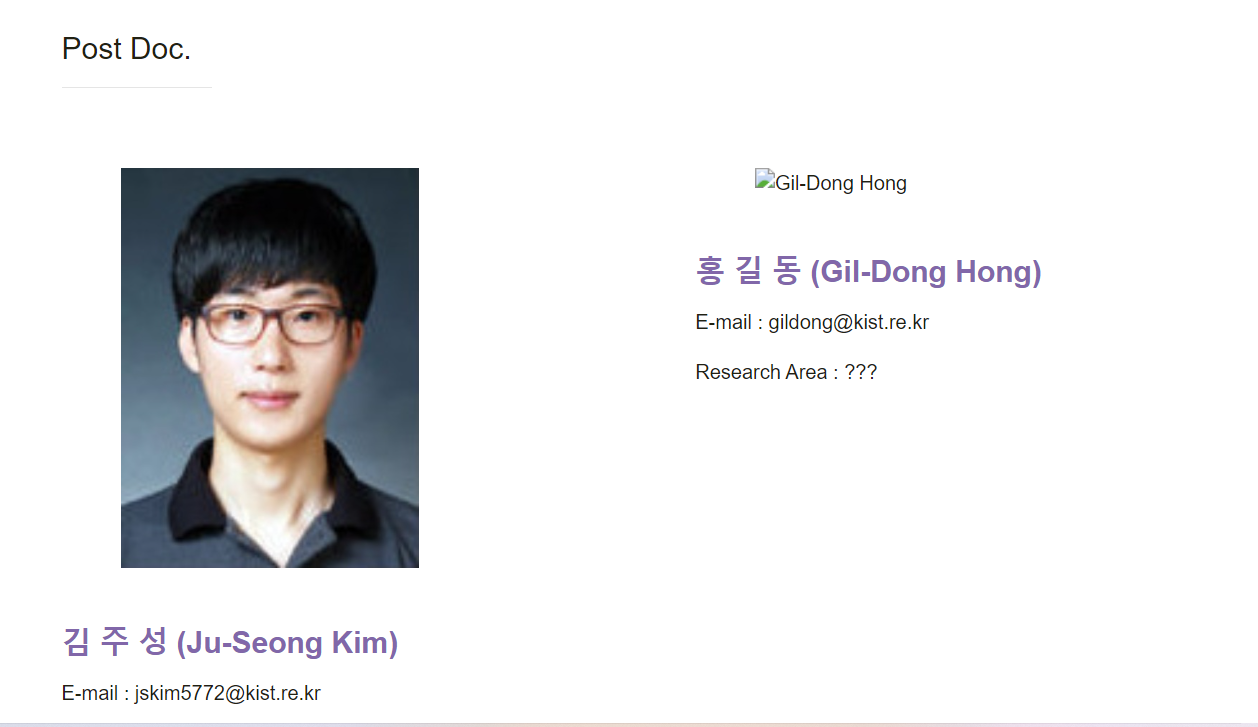 Post Doc.
Gil-Dong Hong
홍 길 동 (Gil-Dong Hong)
E-mail : gildong@kist.re.kr
Research Area : ???
김 주 성 (Ju-Seong Kim)
E-mail : jskim5772@kist.re.kr